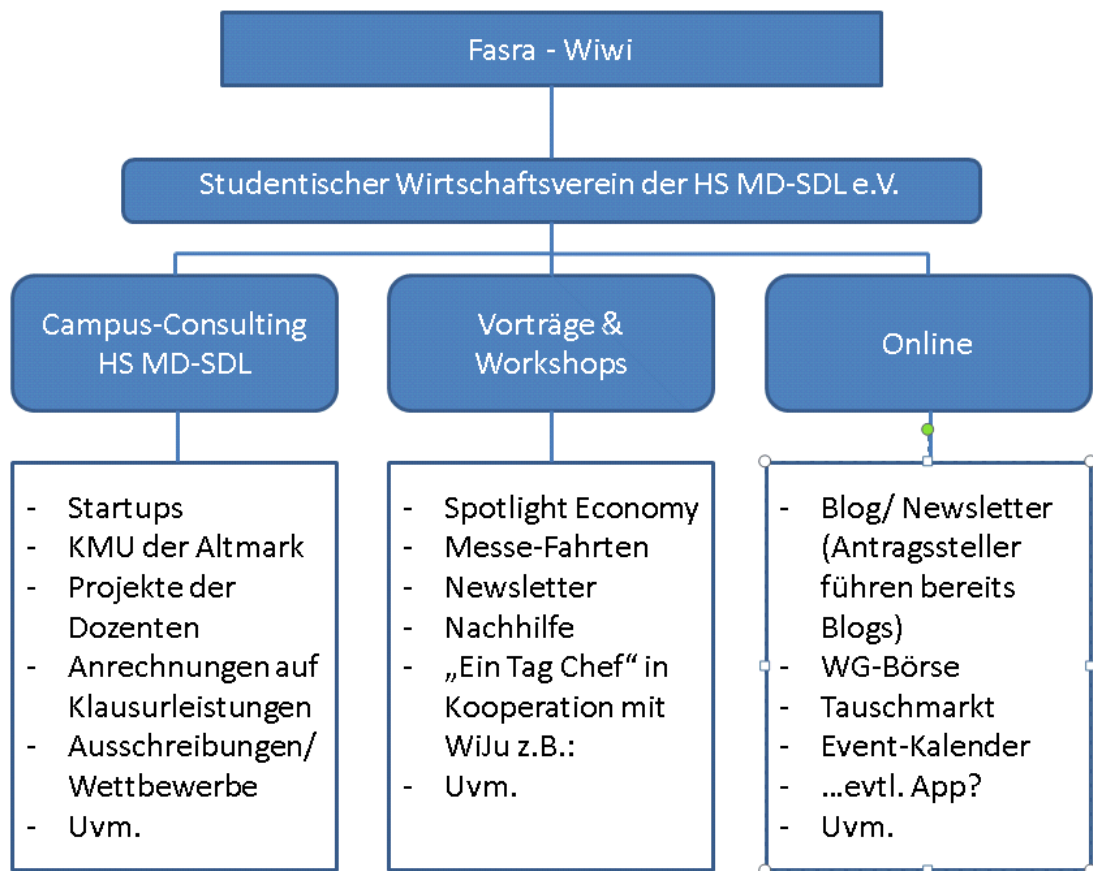 Fasra - Wiwi
Studentischer Wirtschaftsverein der HS MD-SDL e.V.
Campus-Consulting
HS MD-SDL
- Startups
- KMU der Altmark
- Projekte der
Dozenten
- Anrechnungen auf
Klausurleistungen
- Ausschreibungen/
Wettbewerbe
- Uvm.
Vorträge &
Workshops
- Spotlight Economy
- Messe-Fahrten
- Newsletter
- Nachhilfe
- „Ein Tag Chef“ in
Kooperation mit
WiJu z.B.:
- Uvm.
Online
- Blog/ Newsletter
(Antragssteller
führen bereits
Blogs)
- WG-Börse
- Tauschmarkt
- Event-Kalender
- ...evtl. App?
- Uvm.